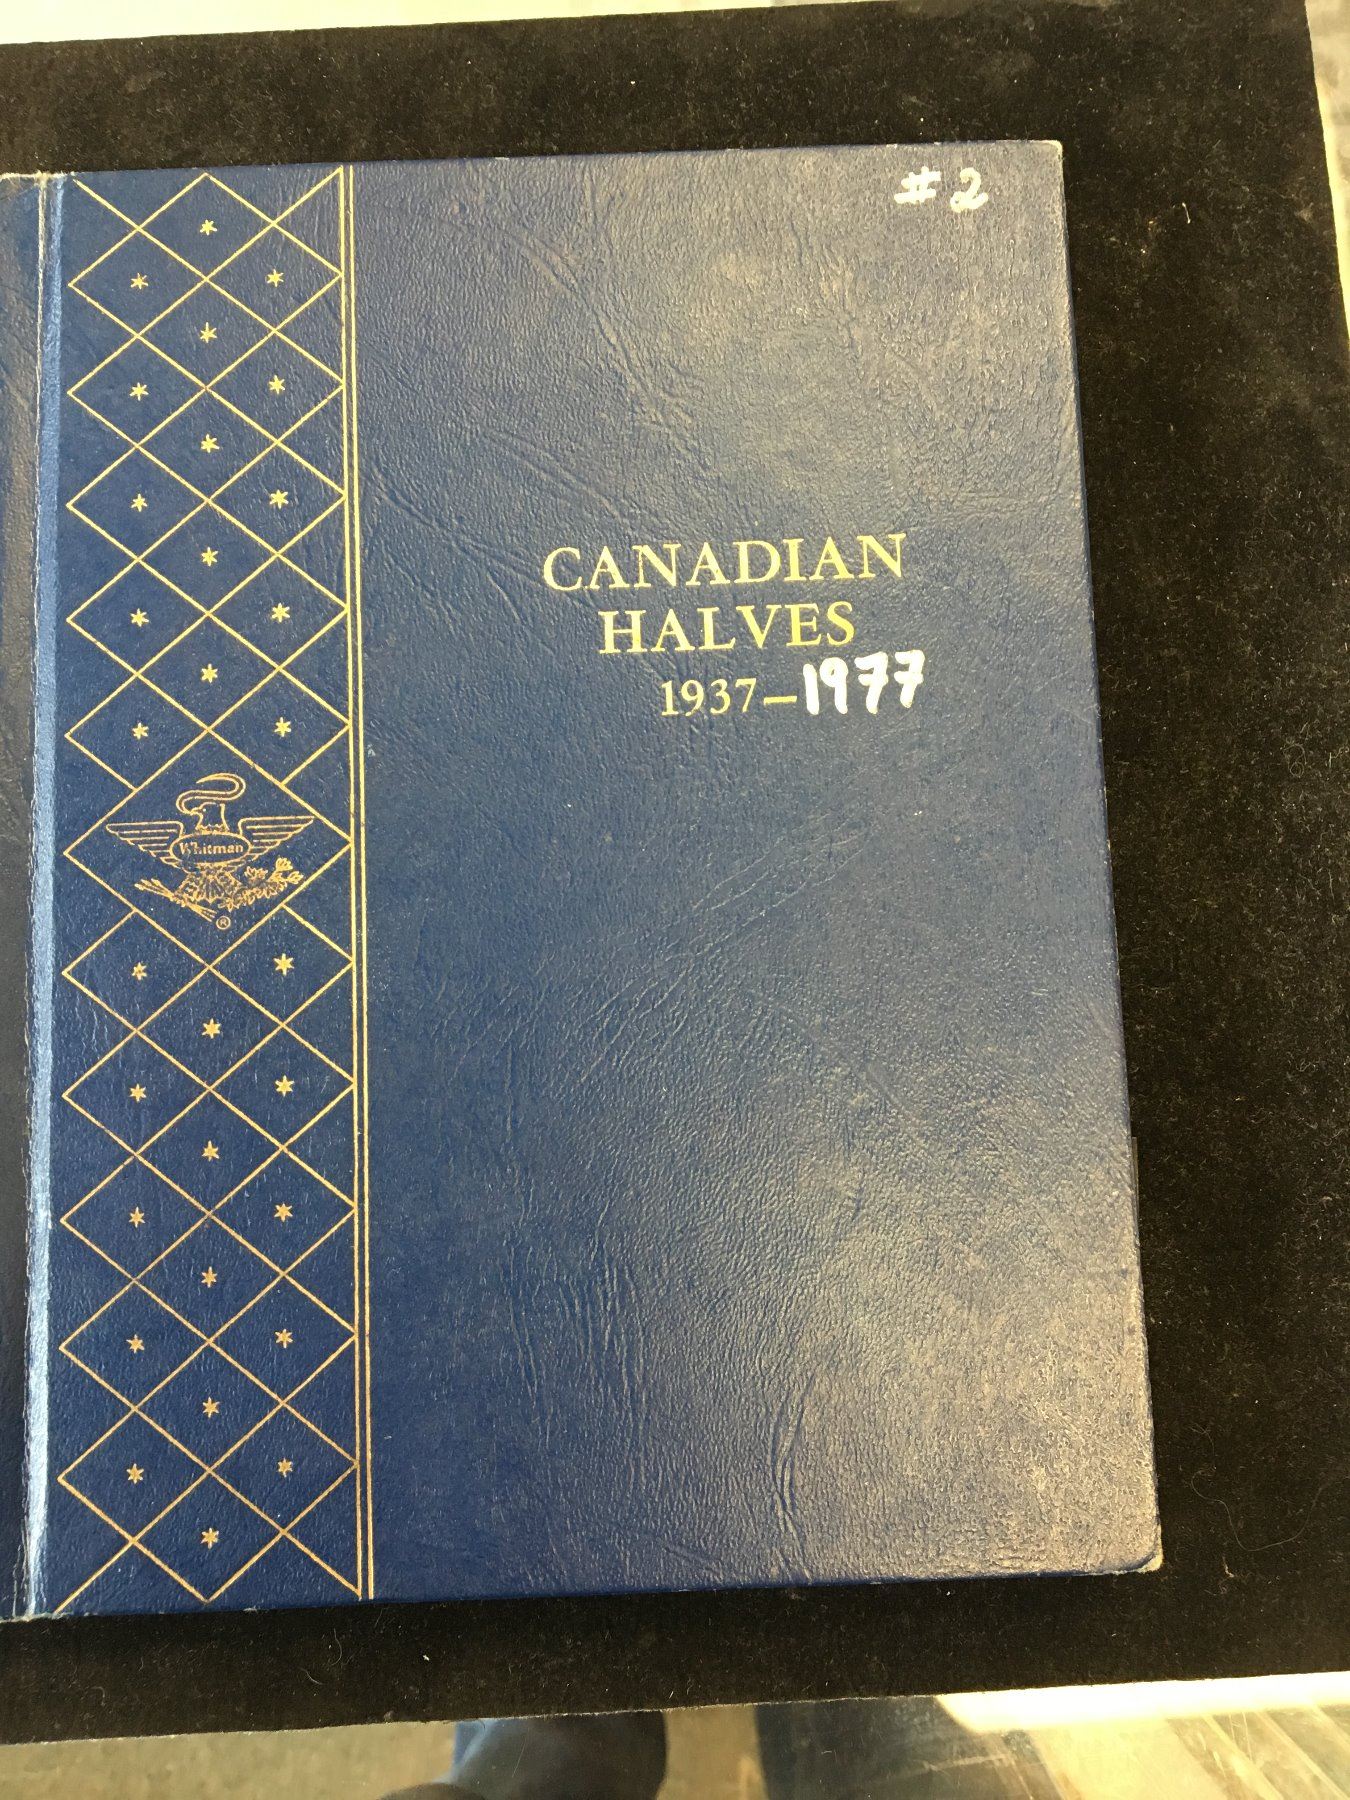 # 2
CANADIAN
HALVES
1937–1977
Whitman
®